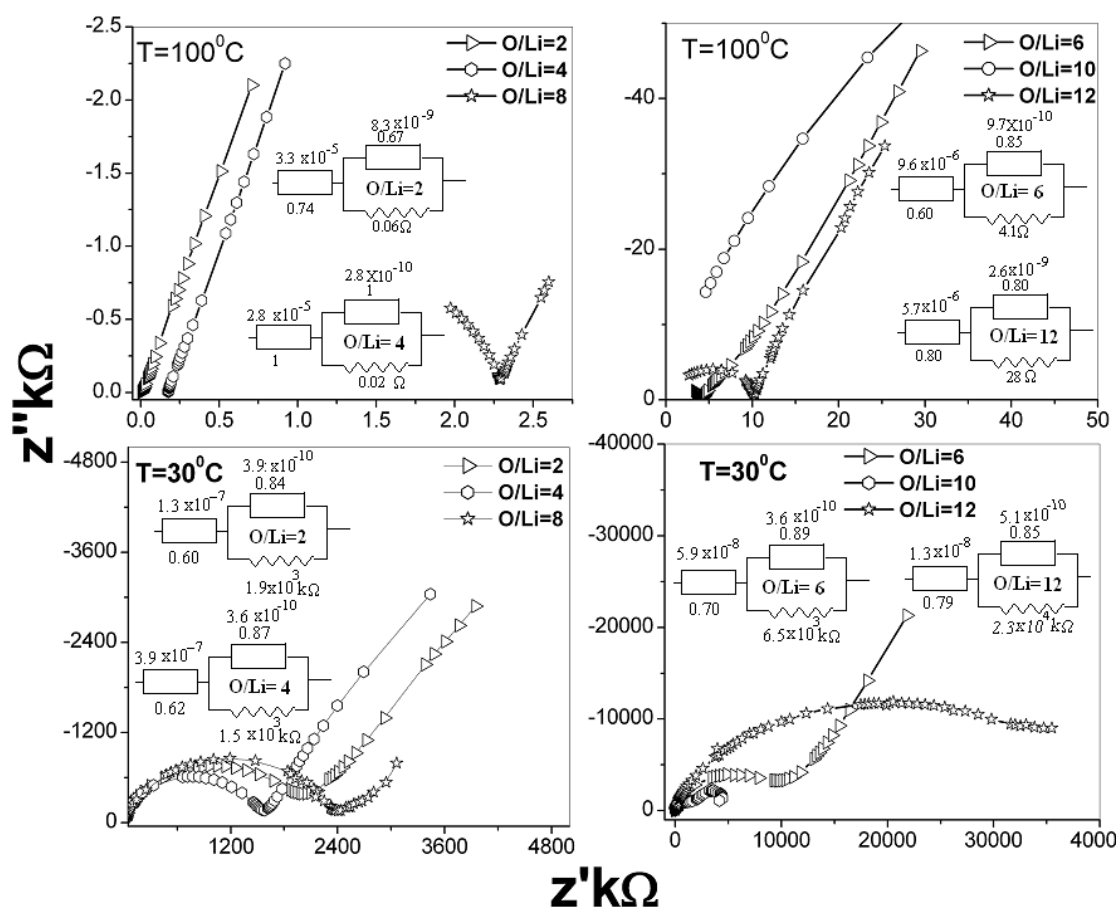 z''kΩ
T=100⁰C
O/Li=2
O/Li=4
O/Li=8
-2.5
-2.0
-1.5
-1.0
-0.5
0.0
3.3 x10⁻⁵
0.74
8.3 x10⁻⁹
0.67
O/Li=2
0.06Ω
2.8 x10⁻⁵
1
2.8 X10⁻¹⁰
1
O/Li= 4
0.02 Ω
0.0 0.5 1.0 1.5 2.0 2.5
T=100⁰C
O/Li=6
O/Li=10
O/Li=12
-40
-20
0
9.6 x10⁻⁶
0.60
9.7X10⁻¹⁰
0.85
O/Li= 6
4.1Ω
5.7x10⁻⁶
0.80
2.6x10⁻⁹
0.80
O/Li=12
28 Ω
0 10 20 30 40 50
T=30⁰C
O/Li=2
O/Li=4
O/Li=8
-4800
-3600
-2400
-1200
0
1.3 x10⁻⁷
0.60
3.9 x10⁻¹⁰
0.84
O/Li=2
1.9x10³kΩ
3.9 x10⁻⁷
0.62
3.6 x10⁻¹⁰
0.87
O/Li= 4
1.5 x10³kΩ
1200 2400 3600 4800
T=30⁰C
O/Li=6
O/Li=10
O/Li=12
-40000
-30000
-20000
-10000
0
5.9 x10⁻⁸
0.70
3.6 x10⁻¹⁰
0.89
O/Li= 6
6.5x10³kΩ
1.3 x10⁻⁸
0.79
5.1 x10⁻¹⁰
0.85
O/Li=12
2.3x10⁴kΩ
0 10000 20000 30000 4000
z'kΩ